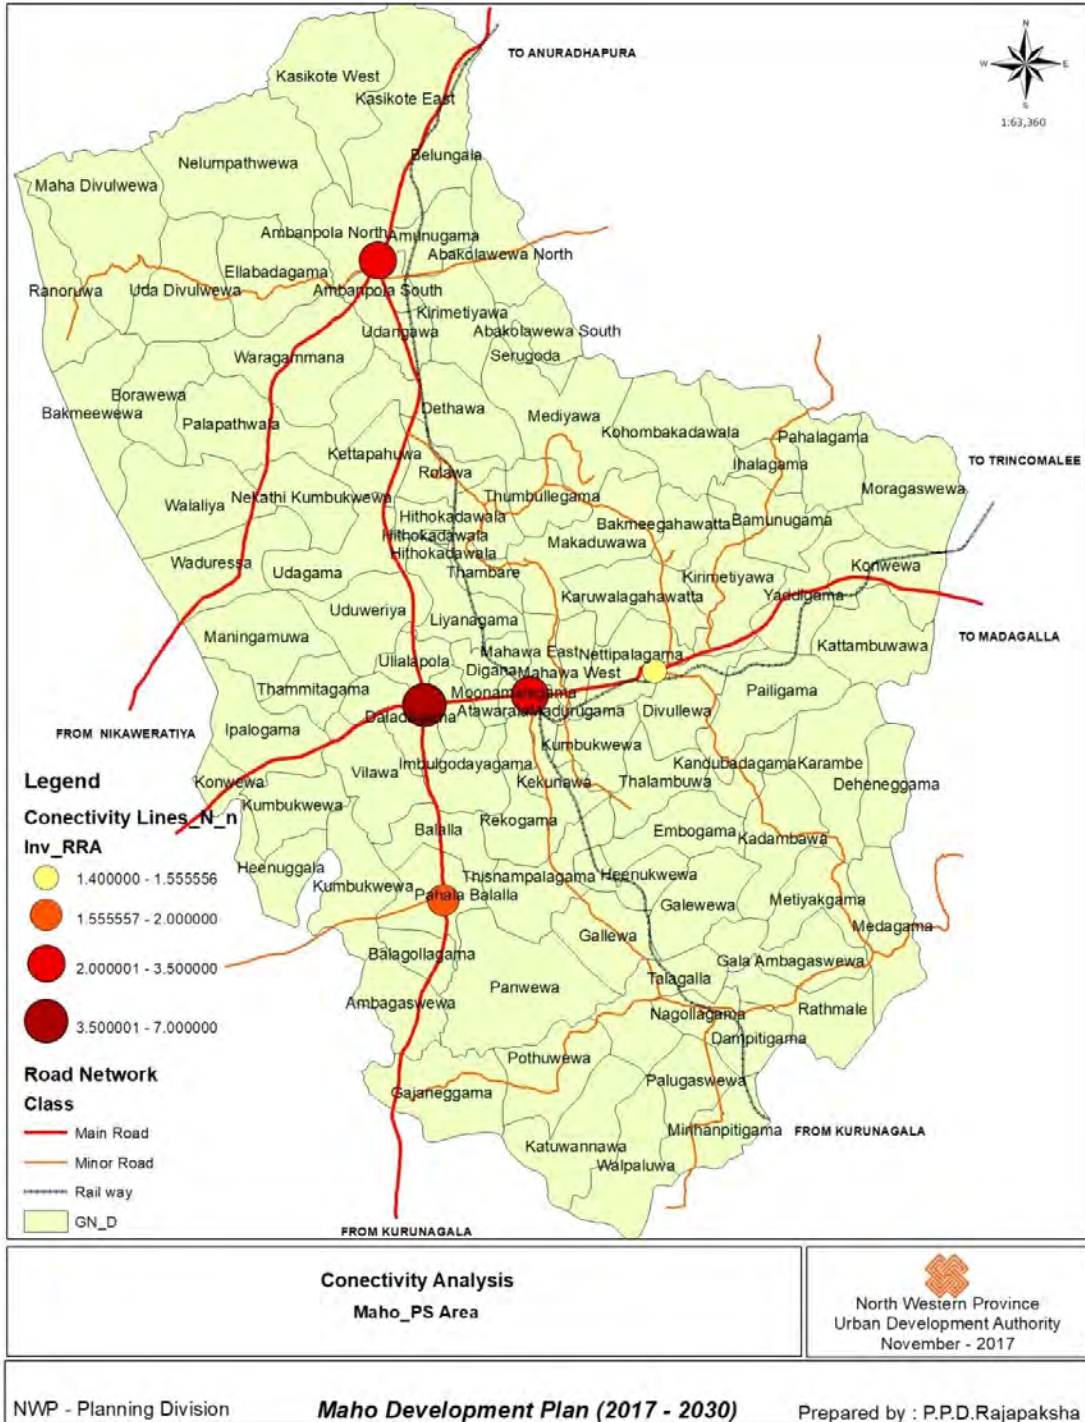 TO ANURADHAPURA
N
W
E
S
1:63,360
Kasikote West
Kasikote East
Belungala
Nelumpathwewa
Maha Divulwewa
Ambanpola North
Amunugama
Abakolawewa North
Ellabadagama
Ranoruwa
Uda Divulwewa
Ambanpola South
Kirimetiyawa
Udangawa
Abakolawewa South
Serugoda
Waragammana
Borawewa
Bakmeewewa
Palapathwala
Dethawa
Mediyawa
Kohombakadawala
Pahalagama
Kettapahuwa
Ihalagama
TO TRINCOMALEE
Rolawa
Moragaswewa
Nekathi Kumbukwewa
Thumbullegama
Walaliya
Hithokadawala
Bakmeegahawatta
Bamunugama
Hithokadawala
Makaduwawa
Hithokadawala
Waduressa
Thambare
Konwewa
Udagama
Kirimetiyawa
Karuwalagahawatta
Yaddigama
Uduweriya
Liyanagama
TO MADAGALLA
Maningamuwa
Mahawa East
Nettipalagama
Kattambuwawa
Ulialapola
Digana
Mahawa West
Thammitagama
Moonamalegama
Pailigama
Atawarala
Madurugama
Divullewa
FROM NIKAWERATIYA
Ipalogama
Kumbukwewa
Imbulgodayagama
Kandubadagama
Karambe
Vilawa
Konwewa
Kekunawa
Thalambuwa
Deheneggama
Kumbukwewa
Rekogama
Balalla
Embogama
Kadambawa
Heenuggala
Thisnampalagama
Heenukwewa
Kumbukwewa
Pahala Balalla
Galewewa
Metiyakgama
Medagama
Gallewa
Balagollagama
Gala Ambagaswewa
Talagalla
Panwewa
Ambagaswewa
Nagollagama
Rathmale
Dampitigama
Pothuwewa
Palugaswewa
Gajaneggama
Minhanpitigama
FROM KURUNAGALA
Katuwannawa
Walpaluwa
FROM KURUNAGALA
Legend
Conectivity Lines_N_n
Inv_RRA
1.400000 - 1.555556
1.555557 - 2.000000
2.000001 - 3.500000
3.500001 - 7.000000
Road Network
Class
Main Road
Minor Road
Rail way
GN_D
Conectivity Analysis
Maho_PS Area
North Western Province
Urban Development Authority
November - 2017
NWP - Planning Division
Maho Development Plan (2017 - 2030)
Prepared by : P.P.D.Rajapaksha